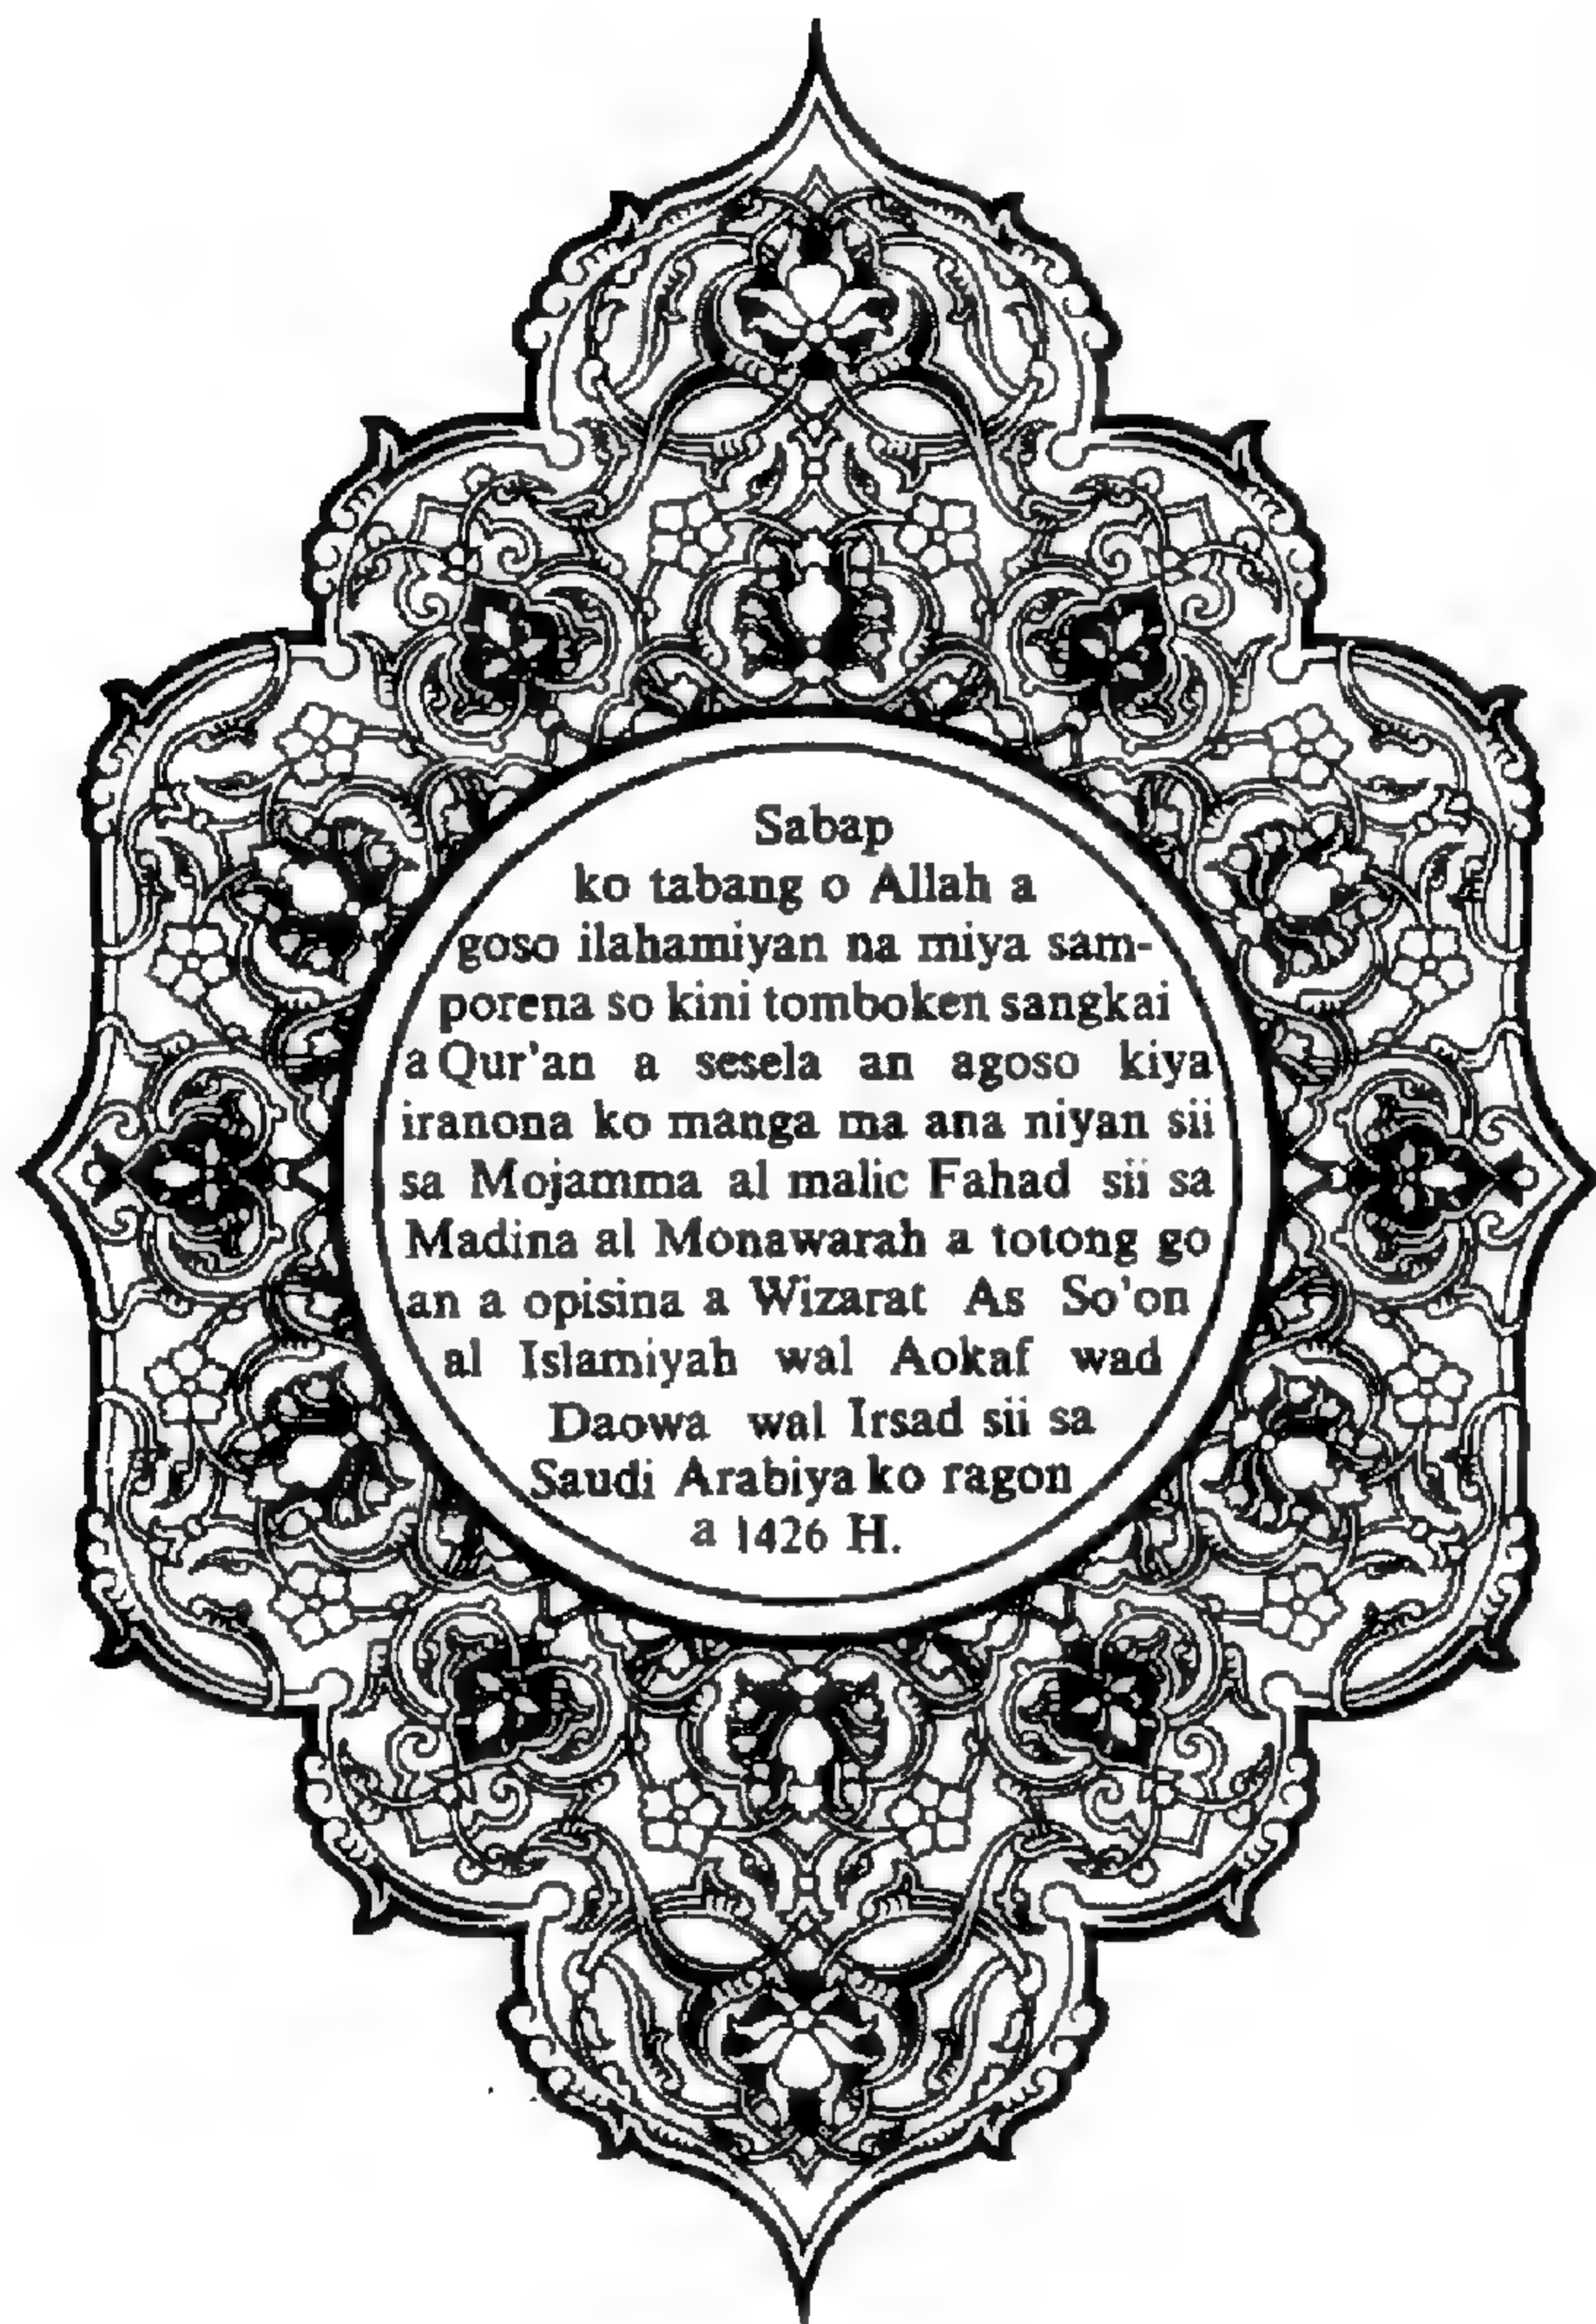 Sabap
ko tabang o Allah a
goso ilahamiyan na miya sam-
porena so kini tomboken sangkai
a Qur'an a sesela an agoso kiya
iranona ko manga ma ana niyan sii
sa Mojamma al malic Fahad sii sa
Madina al Monawarah a totong go
an a opisina a Wizarat As So'on
al Islamiyah wal Aokaf wad
Daowa wal Irsad sii sa
Saudi Arabiya ko ragon
a 1426 H.